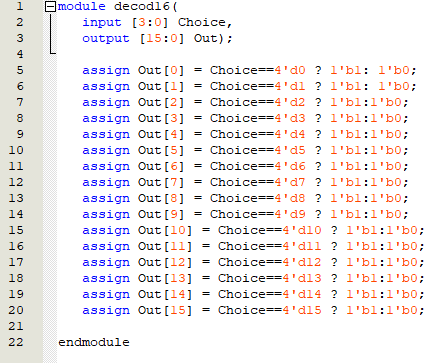 1 module decod16(
2 input [3:0] Choice,
3 output [15:0] Out);
4
5 assign Out[0] = Choice==4'd0 ? 1'b1: 1'b0;
6 assign Out[1] = Choice==4'd1 ? 1'b1: 1'b0;
7 assign Out[2] = Choice==4'd2 ? 1'b1:1'b0;
8 assign Out[3] = Choice==4'd3 ? 1'b1:1'b0;
9 assign Out[4] = Choice==4'd4 ? 1'b1:1'b0;
10 assign Out[5] = Choice==4'd5 ? 1'b1:1'b0;
11 assign Out[6] = Choice==4'd6 ? 1'b1:1'b0;
12 assign Out[7] = Choice==4'd7 ? 1'b1:1'b0;
13 assign Out[8] = Choice==4'd8 ? 1'b1:1'b0;
14 assign Out[9] = Choice==4'd9 ? 1'b1:1'b0;
15 assign Out[10] = Choice==4'd10 ? 1'b1:1'b0;
16 assign Out[11] = Choice==4'd11 ? 1'b1:1'b0;
17 assign Out[12] = Choice==4'd12 ? 1'b1:1'b0;
18 assign Out[13] = Choice==4'd13 ? 1'b1:1'b0;
19 assign Out[14] = Choice==4'd14 ? 1'b1:1'b0;
20 assign Out[15] = Choice==4'd15 ? 1'b1:1'b0;
21
22 endmodule